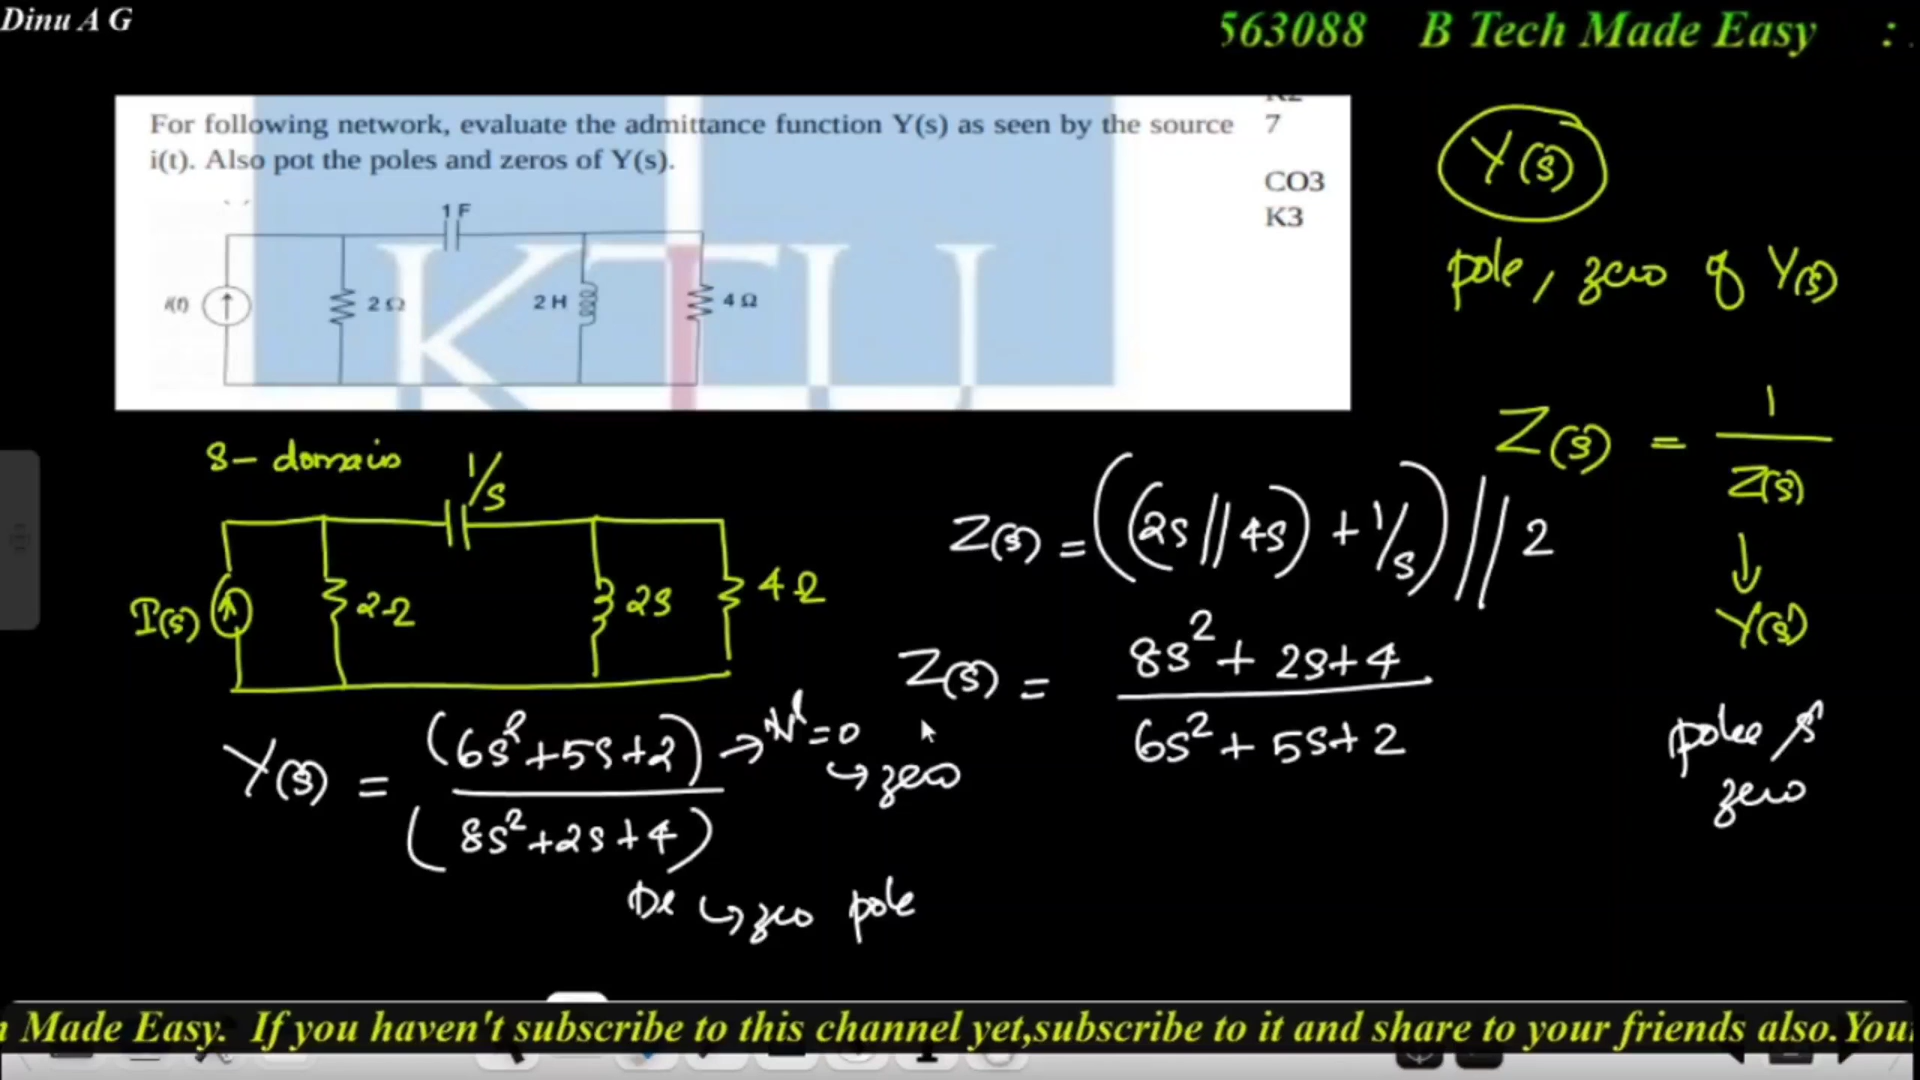 Dinu A G
563088 B Tech Made Easy :
For following network, evaluate the admittance function Y(s) as seen by the source 7
i(t). Also pot the poles and zeros of Y(s).
CO3
K3
1 F
i(t)
2 Ω
2 H
4 Ω
KTU
Y(s)
pole, zero of Y(s)
Z(s) = 1/Z(s)
↓
Y(s)
poles &
zero
s-domain
1/s
I(s)
2Ω
2s
4Ω
Z(s) = ((2s || 4s) + 1/s) || 2
Z(s) = 8s² + 2s+4 / 6s² + 5s+2
Y(s) = (6s²+5s+2) / (8s²+2s+4)
→ Nr = 0
↪ zero
Dr ↪ zero pole
Made Easy. If you haven't subscribe to this channel yet,subscribe to it and share to your friends also.You